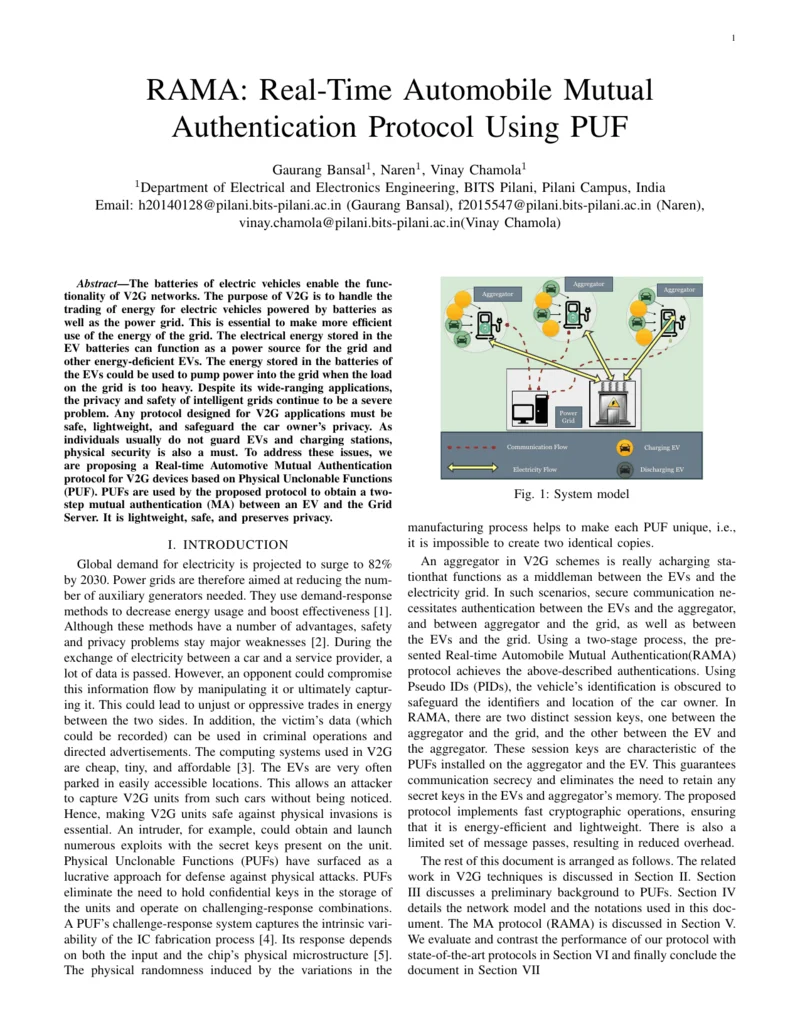 1
RAMA: Real-Time Automobile Mutual
Authentication Protocol Using PUF
Gaurang Bansal1, Naren1, Vinay Chamola1
1Department of Electrical and Electronics Engineering, BITS Pilani, Pilani Campus, India
Email: h20140128@pilani.bits-pilani.ac.in (Gaurang Bansal), f2015547@pilani.bits-pilani.ac.in (Naren),
vinay.chamola@pilani.bits-pilani.ac.in(Vinay Chamola)
Abstract—The batteries of electric vehicles enable the func-
tionality of V2G networks. The purpose of V2G is to handle the
trading of energy for electric vehicles powered by batteries as
well as the power grid. This is essential to make more efficient
use of the energy of the grid. The electrical energy stored in the
EV batteries can function as a power source for the grid and
other energy-deficient EVs. The energy stored in the batteries of
the EVs could be used to pump power into the grid when the load
on the grid is too heavy. Despite its wide-ranging applications,
the privacy and safety of intelligent grids continue to be a severe
problem. Any protocol designed for V2G applications must be
safe, lightweight, and safeguard the car owner's privacy. As
individuals usually do not guard EVs and charging stations,
physical security is also a must. To address these issues, we
are proposing a Real-time Automotive Mutual Authentication
protocol for V2G devices based on Physical Unclonable Functions
(PUF). PUFs are used by the proposed protocol to obtain a two-
step mutual authentication (MA) between an EV and the Grid
Server. It is lightweight, safe, and preserves privacy.
I. INTRODUCTION
Global demand for electricity is projected to surge to 82%
by 2030. Power grids are therefore aimed at reducing the num-
ber of auxiliary generators needed. They use demand-response
methods to decrease energy usage and boost effectiveness [1].
Although these methods have a number of advantages, safety
and privacy problems stay major weaknesses [2]. During the
exchange of electricity between a car and a service provider, a
lot of data is passed. However, an opponent could compromise
this information flow by manipulating it or ultimately captur-
ing it. This could lead to unjust or oppressive trades in energy
between the two sides. In addition, the victim's data (which
could be recorded) can be used in criminal operations and
directed advertisements. The computing systems used in V2G
are cheap, tiny, and affordable [3]. The EVs are very often
parked in easily accessible locations. This allows an attacker
to capture V2G units from such cars without being noticed.
Hence, making V2G units safe against physical invasions is
essential. An intruder, for example, could obtain and launch
numerous exploits with the secret keys present on the unit.
Physical Unclonable Functions (PUFs) have surfaced as a
lucrative approach for defense against physical attacks. PUFs
eliminate the need to hold confidential keys in the storage of
the units and operate on challenging-response combinations.
A PUF's challenge-response system captures the intrinsic vari-
ability of the IC fabrication process [4]. Its response depends
on both the input and the chip's physical microstructure [5].
The physical randomness induced by the variations in the
Aggregator
Aggregator
Aggregator
Power
Grid
Communication Flow
Charging EV
Electricity Flow
Discharging EV
Fig. 1: System model
manufacturing process helps to make each PUF unique, i.e.,
it is impossible to create two identical copies.
An aggregator in V2G schemes is really acharging sta-
tionthat functions as a middleman between the EVs and the
electricity grid. In such scenarios, secure communication ne-
cessitates authentication between the EVs and the aggregator,
and between aggregator and the grid, as well as between
the EVs and the grid. Using a two-stage process, the pre-
sented Real-time Automobile Mutual Authentication(RAMA)
protocol achieves the above-described authentications. Using
Pseudo IDs (PIDs), the vehicle's identification is obscured to
safeguard the identifiers and location of the car owner. In
RAMA, there are two distinct session keys, one between the
aggregator and the grid, and the other between the EV and
the aggregator. These session keys are characteristic of the
PUFs installed on the aggregator and the EV. This guarantees
communication secrecy and eliminates the need to retain any
secret keys in the EVs and aggregator's memory. The proposed
protocol implements fast cryptographic operations, ensuring
that it is energy-efficient and lightweight. There is also a
limited set of message passes, resulting in reduced overhead.
The rest of this document is arranged as follows. The related
work in V2G techniques is discussed in Section II. Section
III discusses a preliminary background to PUFs. Section IV
details the network model and the notations used in this doc-
ument. The MA protocol (RAMA) is discussed in Section V.
We evaluate and contrast the performance of our protocol with
state-of-the-art protocols in Section VI and finally conclude the
document in Section VII